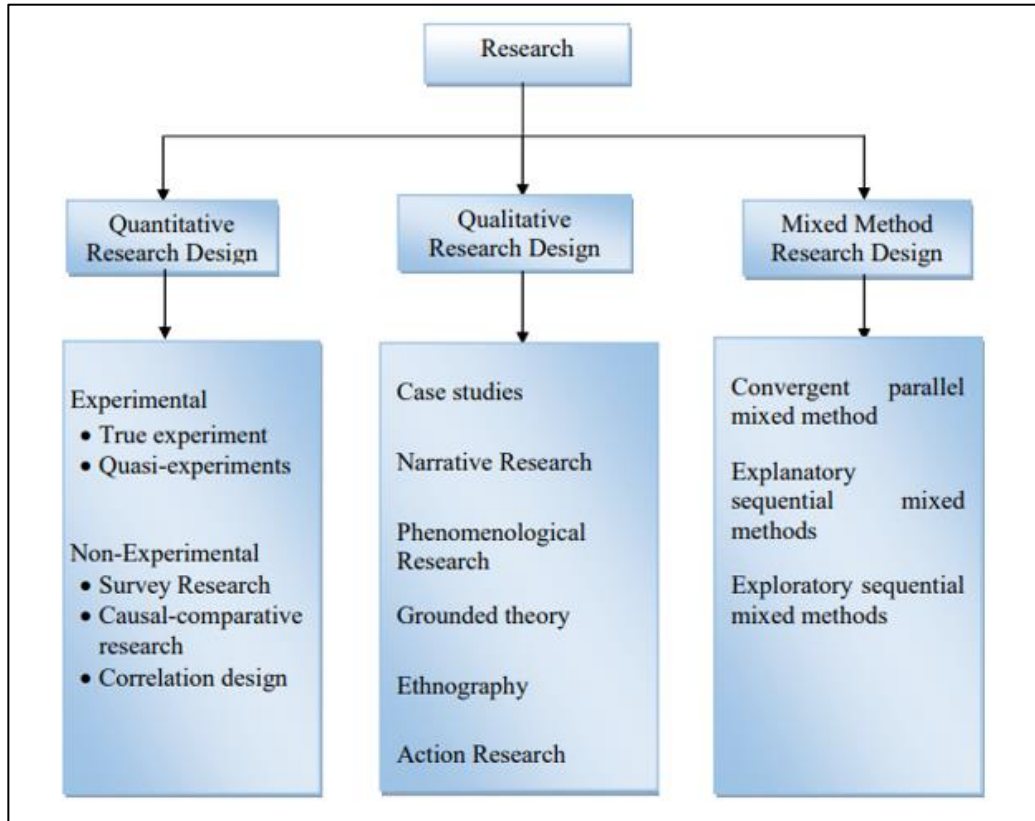 Research
Quantitative
Research Design
Qualitative
Research Design
Mixed Method
Research Design
Experimental
• True experiment
• Quasi-experiments
Non-Experimental
• Survey Research
• Causal-comparative
research
• Correlation design
Case studies
Narrative Research
Phenomenological
Research
Grounded theory
Ethnography
Action Research
Convergent parallel
mixed method
Explanatory
sequential mixed
methods
Exploratory sequential
mixed methods